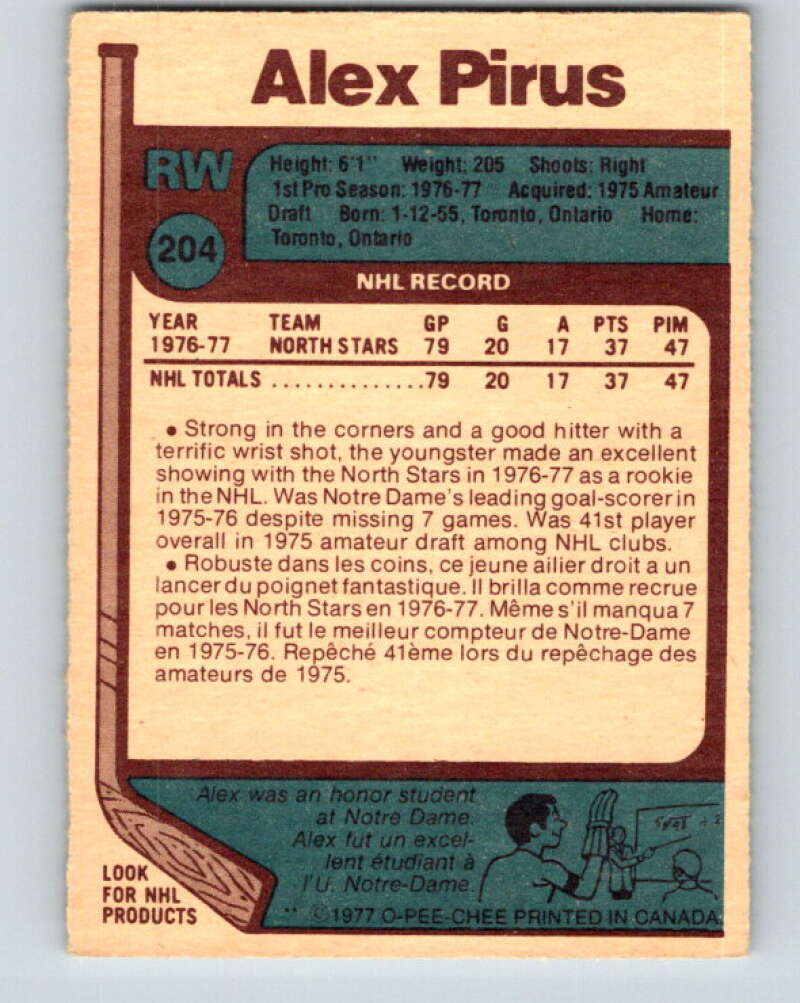 Alex Pirus
RW
Height: 6'1" Weight: 205 Shoots: Right
1st Pro Season: 1976-77 Acquired: 1975 Amateur
Draft Born: 1-12-55, Toronto, Ontario Home:
Toronto, Ontario
204
NHL RECORD
YEAR TEAM GP G A PTS PIM
1976-77 NORTH STARS 79 20 17 37 47
NHL TOTALS ..............79 20 17 37 47
• Strong in the corners and a good hitter with a
terrific wrist shot, the youngster made an excellent
showing with the North Stars in 1976-77 as a rookie
in the NHL. Was Notre Dame's leading goal-scorer in
1975-76 despite missing 7 games. Was 41st player
overall in 1975 amateur draft among NHL clubs.
• Robuste dans les coins, ce jeune ailier droit a un
lancer du poignet fantastique. Il brilla comme recrue
pour les North Stars en 1976-77. Même s'il manqua 7
matches, il fut le meilleur compteur de Notre-Dame
en 1975-76. Repêché 41ème lors du repêchage des
amateurs de 1975.
Alex was an honor student
at Notre Dame.
Alex fut un excel-
lent étudiant à
l'U. Notre-Dame.
LOOK
FOR NHL
PRODUCTS
** ©1977 O-PEE-CHEE PRINTED IN CANADA